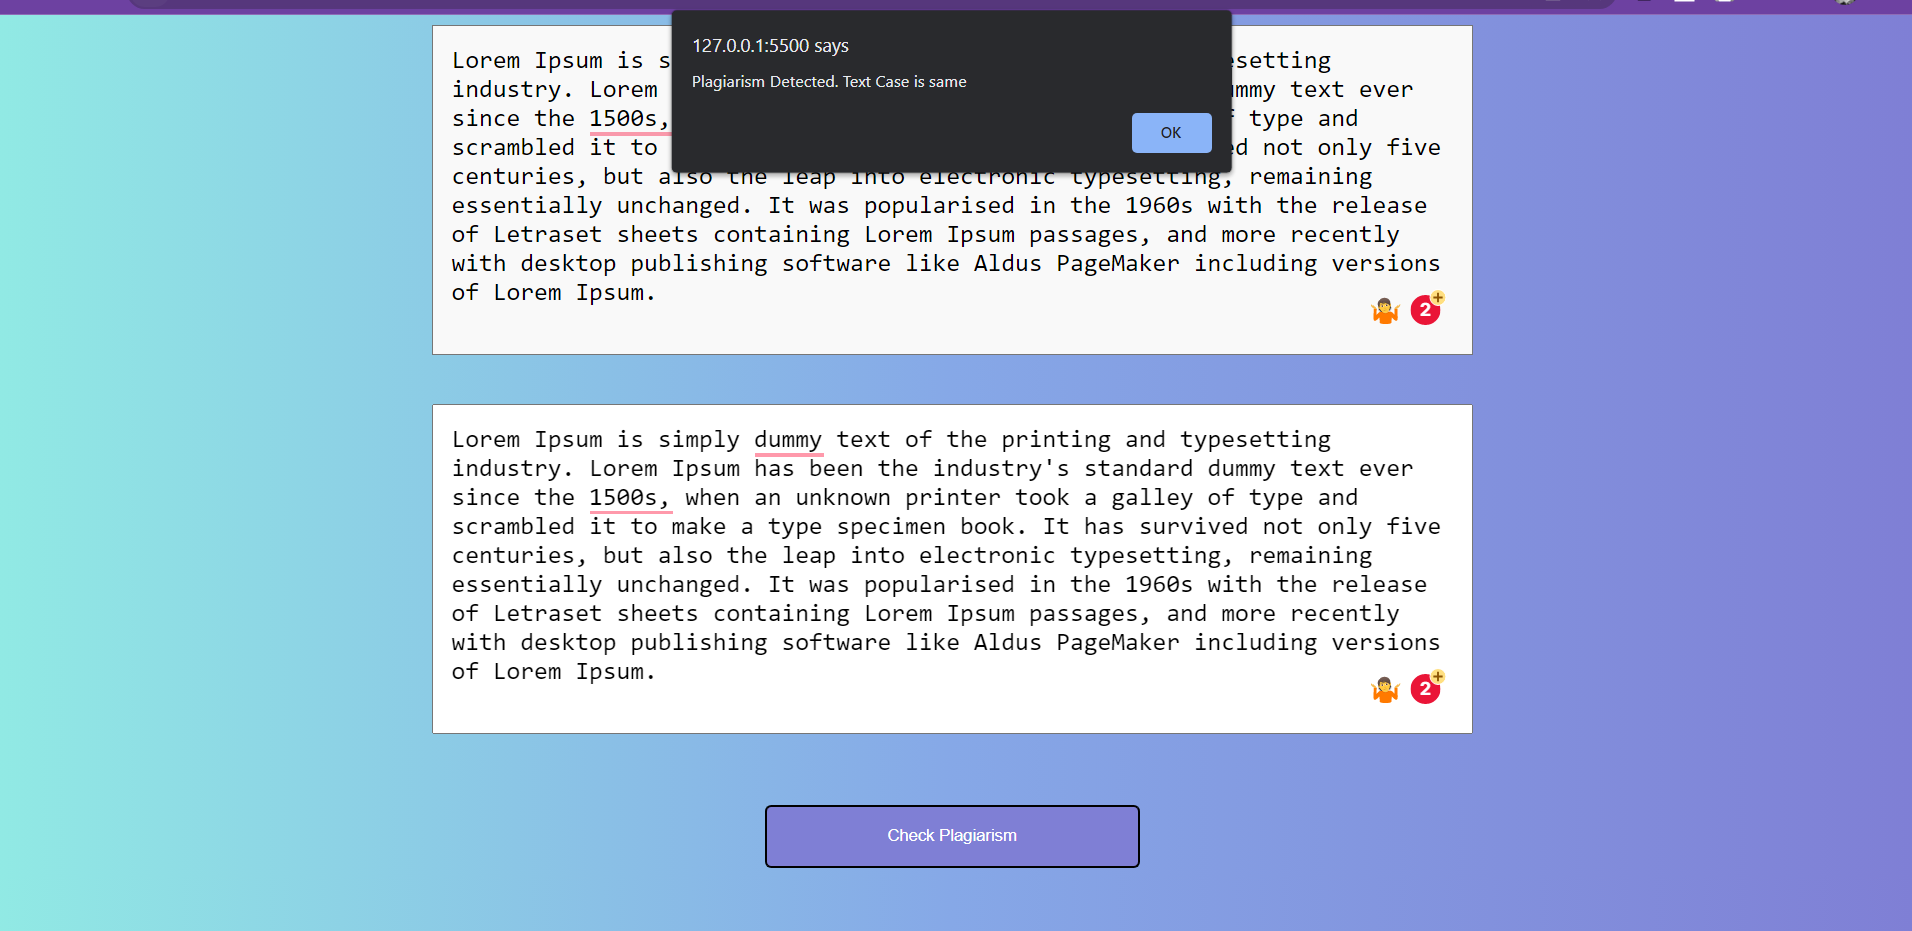 127.0.0.1:5500 says
Plagiarism Detected. Text Case is same
OK
Lorem Ipsum is setting
industry. Lorem mmy text ever
since the 1500s, type and
scrambled it to not only five
centuries, but also the leap into electronic typesetting, remaining
essentially unchanged. It was popularised in the 1960s with the release
of Letraset sheets containing Lorem Ipsum passages, and more recently
with desktop publishing software like Aldus PageMaker including versions
of Lorem Ipsum.
2+
Lorem Ipsum is simply dummy text of the printing and typesetting
industry. Lorem Ipsum has been the industry's standard dummy text ever
since the 1500s, when an unknown printer took a galley of type and
scrambled it to make a type specimen book. It has survived not only five
centuries, but also the leap into electronic typesetting, remaining
essentially unchanged. It was popularised in the 1960s with the release
of Letraset sheets containing Lorem Ipsum passages, and more recently
with desktop publishing software like Aldus PageMaker including versions
of Lorem Ipsum.
2+
Check Plagiarism